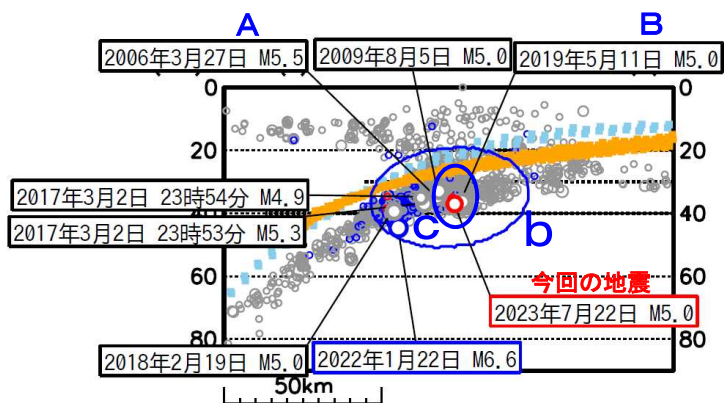 A
B
2006年3月27日 M5.5
2009年8月5日 M5.0
2019年5月11日 M5.0
0
0
20
20
2017年3月2日 23時54分 M4.9
40
40
2017年3月2日 23時53分 M5.3
c
b
今回の地震
60
60
2023年7月22日 M5.0
80
80
2018年2月19日 M5.0
2022年1月22日 M6.6
50km